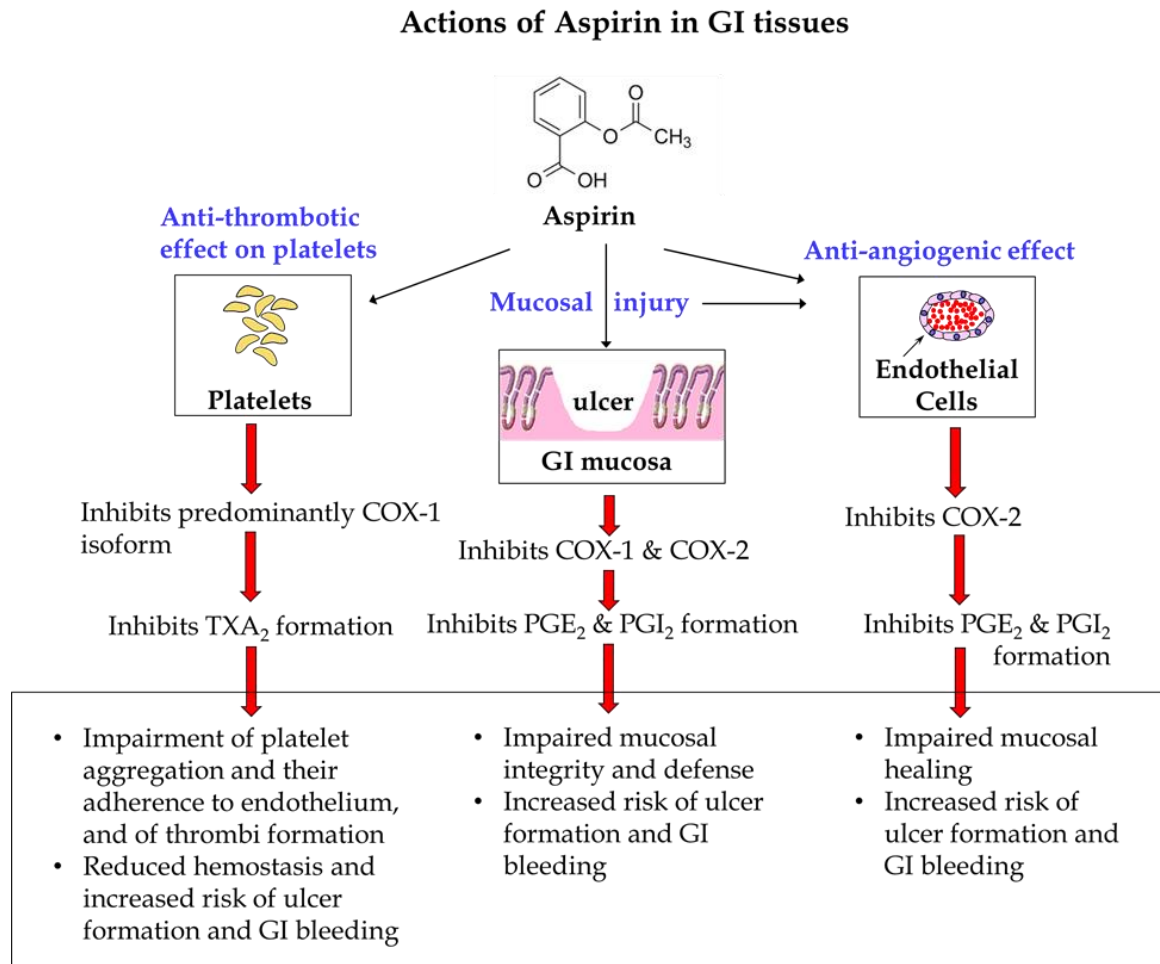 Actions of Aspirin in GI tissues
O
O
CH₃
O
OH
Aspirin
Anti-thrombotic
effect on platelets
Platelets
Inhibits predominantly COX-1
isoform
Inhibits TXA₂ formation
• Impairment of platelet
aggregation and their
adherence to endothelium,
and of thrombi formation
• Reduced hemostasis and
increased risk of ulcer
formation and GI bleeding
Mucosal injury
ulcer
GI mucosa
Inhibits COX-1 & COX-2
Inhibits PGE₂ & PGI₂ formation
• Impaired mucosal
integrity and defense
• Increased risk of ulcer
formation and GI
bleeding
Anti-angiogenic effect
Endothelial
Cells
Inhibits COX-2
Inhibits PGE₂ & PGI₂
formation
• Impaired mucosal
healing
• Increased risk of
ulcer formation and
GI bleeding